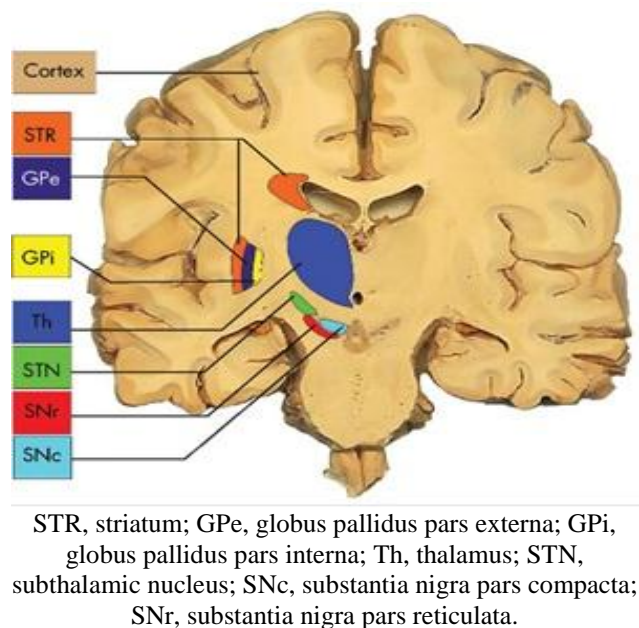 Cortex
STR
GPe
GPi
Th
STN
SNr
SNc
STR, striatum; GPe, globus pallidus pars externa; GPi,
globus pallidus pars interna; Th, thalamus; STN,
subthalamic nucleus; SNc, substantia nigra pars compacta;
SNr, substantia nigra pars reticulata.